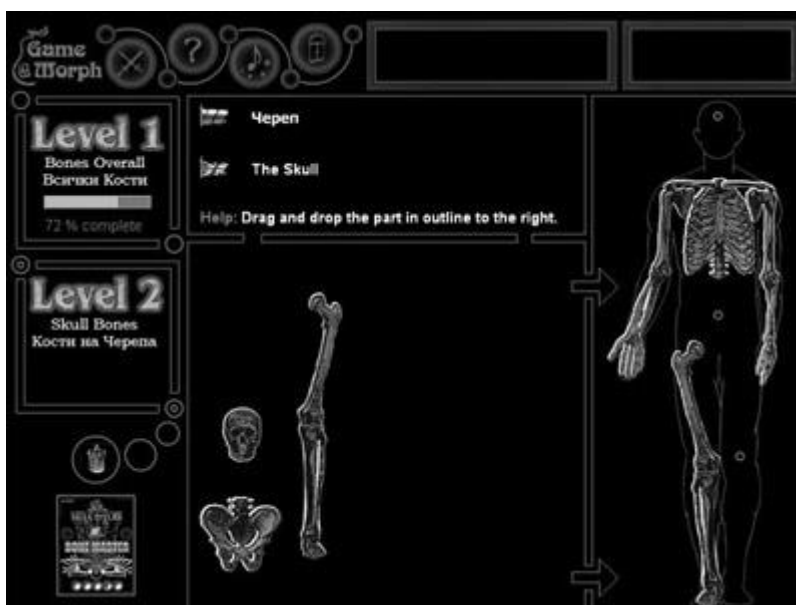 Game
a Morph
Level 1
Bones Overall
Всички Кости
72 % complete
Череп
The Skull
Help: Drag and drop the part in outline to the right.
Level 2
Skull Bones
Кости на Черепа